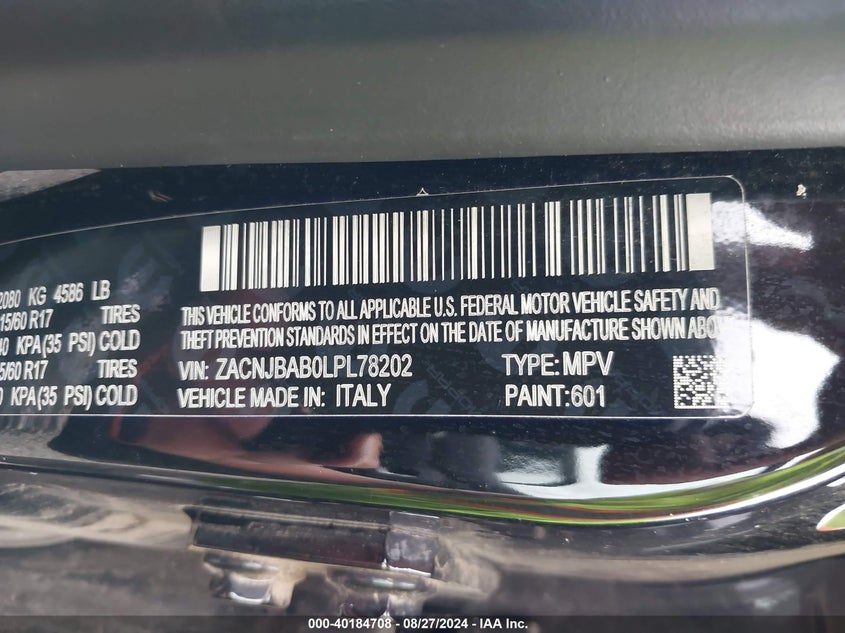 2080 KG 4586 LB
15/60 R17 TIRES
40 KPA(35 PSI) COLD
5/60 R17 TIRES
0 KPA(35 PSI) COLD
THIS VEHICLE CONFORMS TO ALL APPLICABLE U.S. FEDERAL MOTOR VEHICLE SAFETY AND
THEFT PREVENTION STANDARDS IN EFFECT ON THE DATE OF MANUFACTURE SHOWN ABO
VIN: ZACNJBAB0LPL78202 TYPE: MPV
VEHICLE MADE IN: ITALY PAINT:601
000-40184708 - 08/27/2024 - IAA Inc.